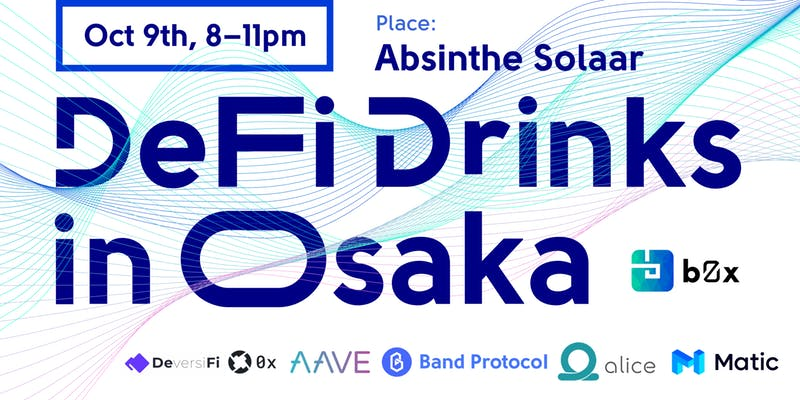 Oct 9th, 8–11pm
Place:
Absinthe Solaar
DeFi Drinks
in Osaka
b0x
DeversiFi 0x AAVE Band Protocol alice Matic